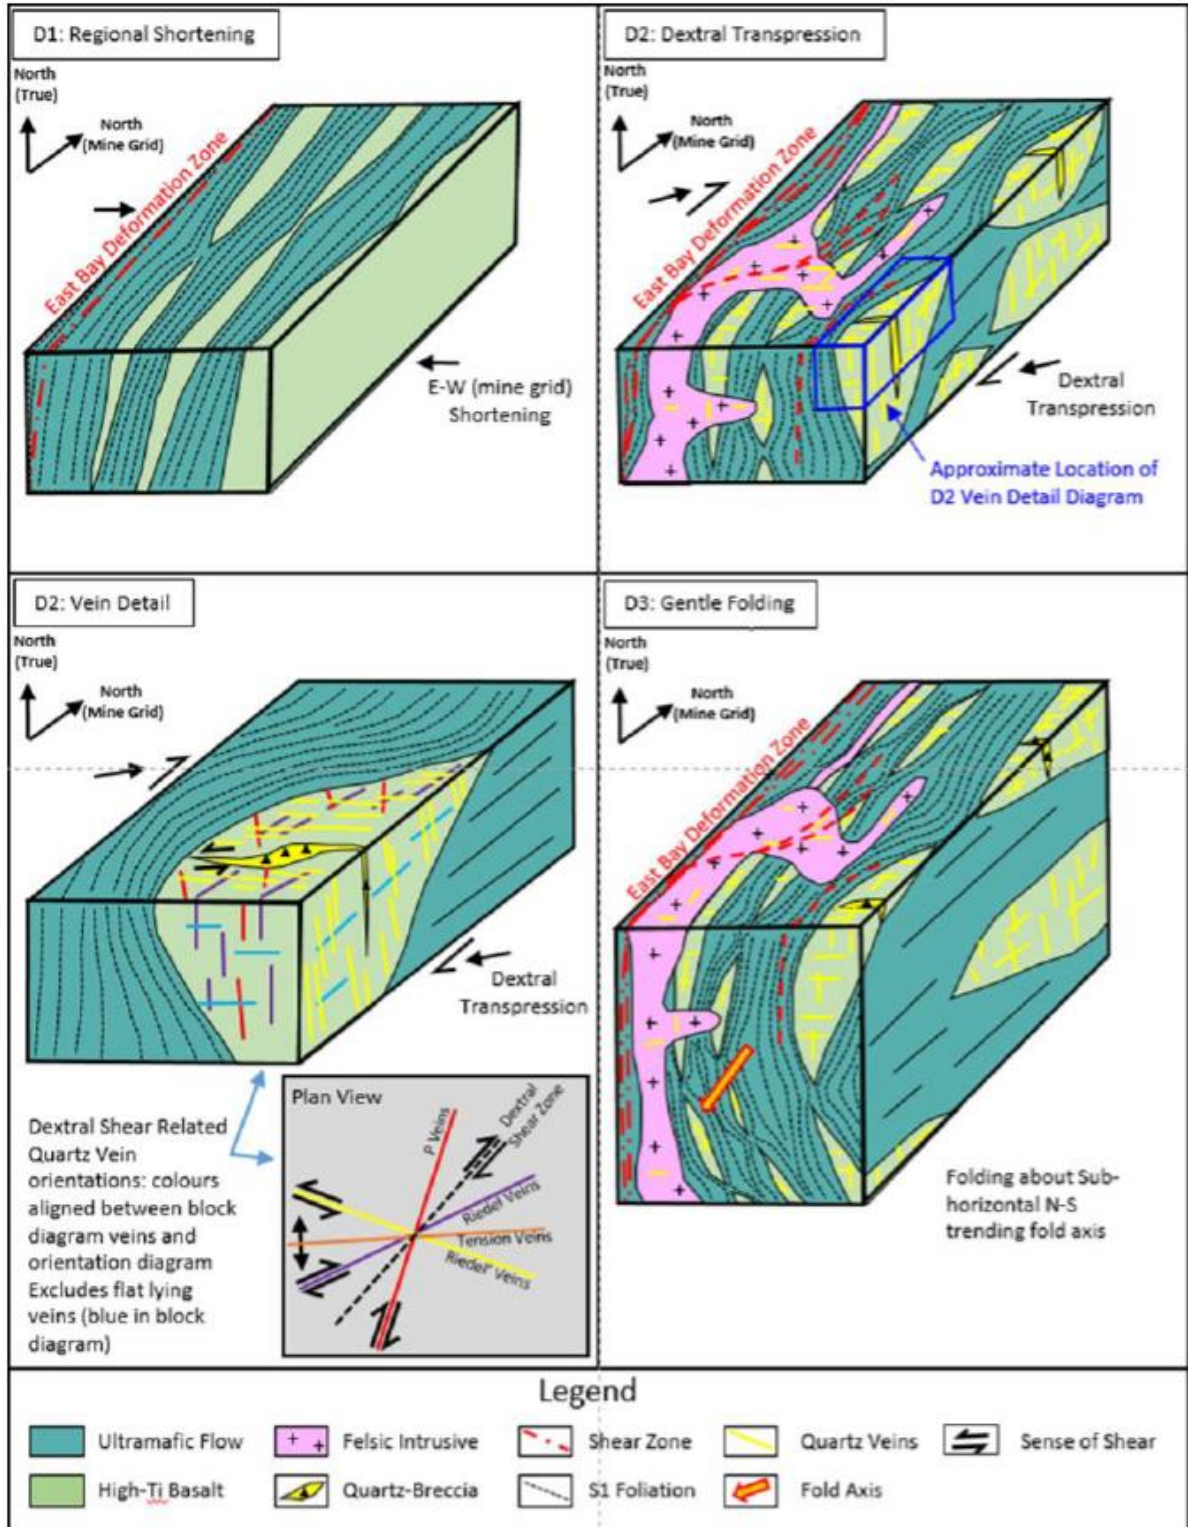 D1: Regional Shortening
North
(True)
North
(Mine Grid)
East Bay Deformation Zone
E-W (mine grid)
Shortening
D2: Dextral Transpression
North
(True)
North
(Mine Grid)
East Bay Deformation Zone
Dextral
Transpression
Approximate Location of
D2 Vein Detail Diagram
D2: Vein Detail
North
(True)
North
(Mine Grid)
Dextral
Transpression
Dextral Shear Related
Quartz Vein
orientations: colours
aligned between block
diagram veins and
orientation diagram
Excludes flat lying
veins (blue in block
diagram)
Plan View
P Veins
Dextral
Shear Zone
Riedel Veins
Tension Veins
Riedel' Veins
D3: Gentle Folding
North
(True)
North
(Mine Grid)
East Bay Deformation Zone
Folding about Sub-
horizontal N-S
trending fold axis
Legend
Ultramafic Flow
Felsic Intrusive
Shear Zone
Quartz Veins
Sense of Shear
High-Ti Basalt
Quartz-Breccia
S1 Foliation
Fold Axis